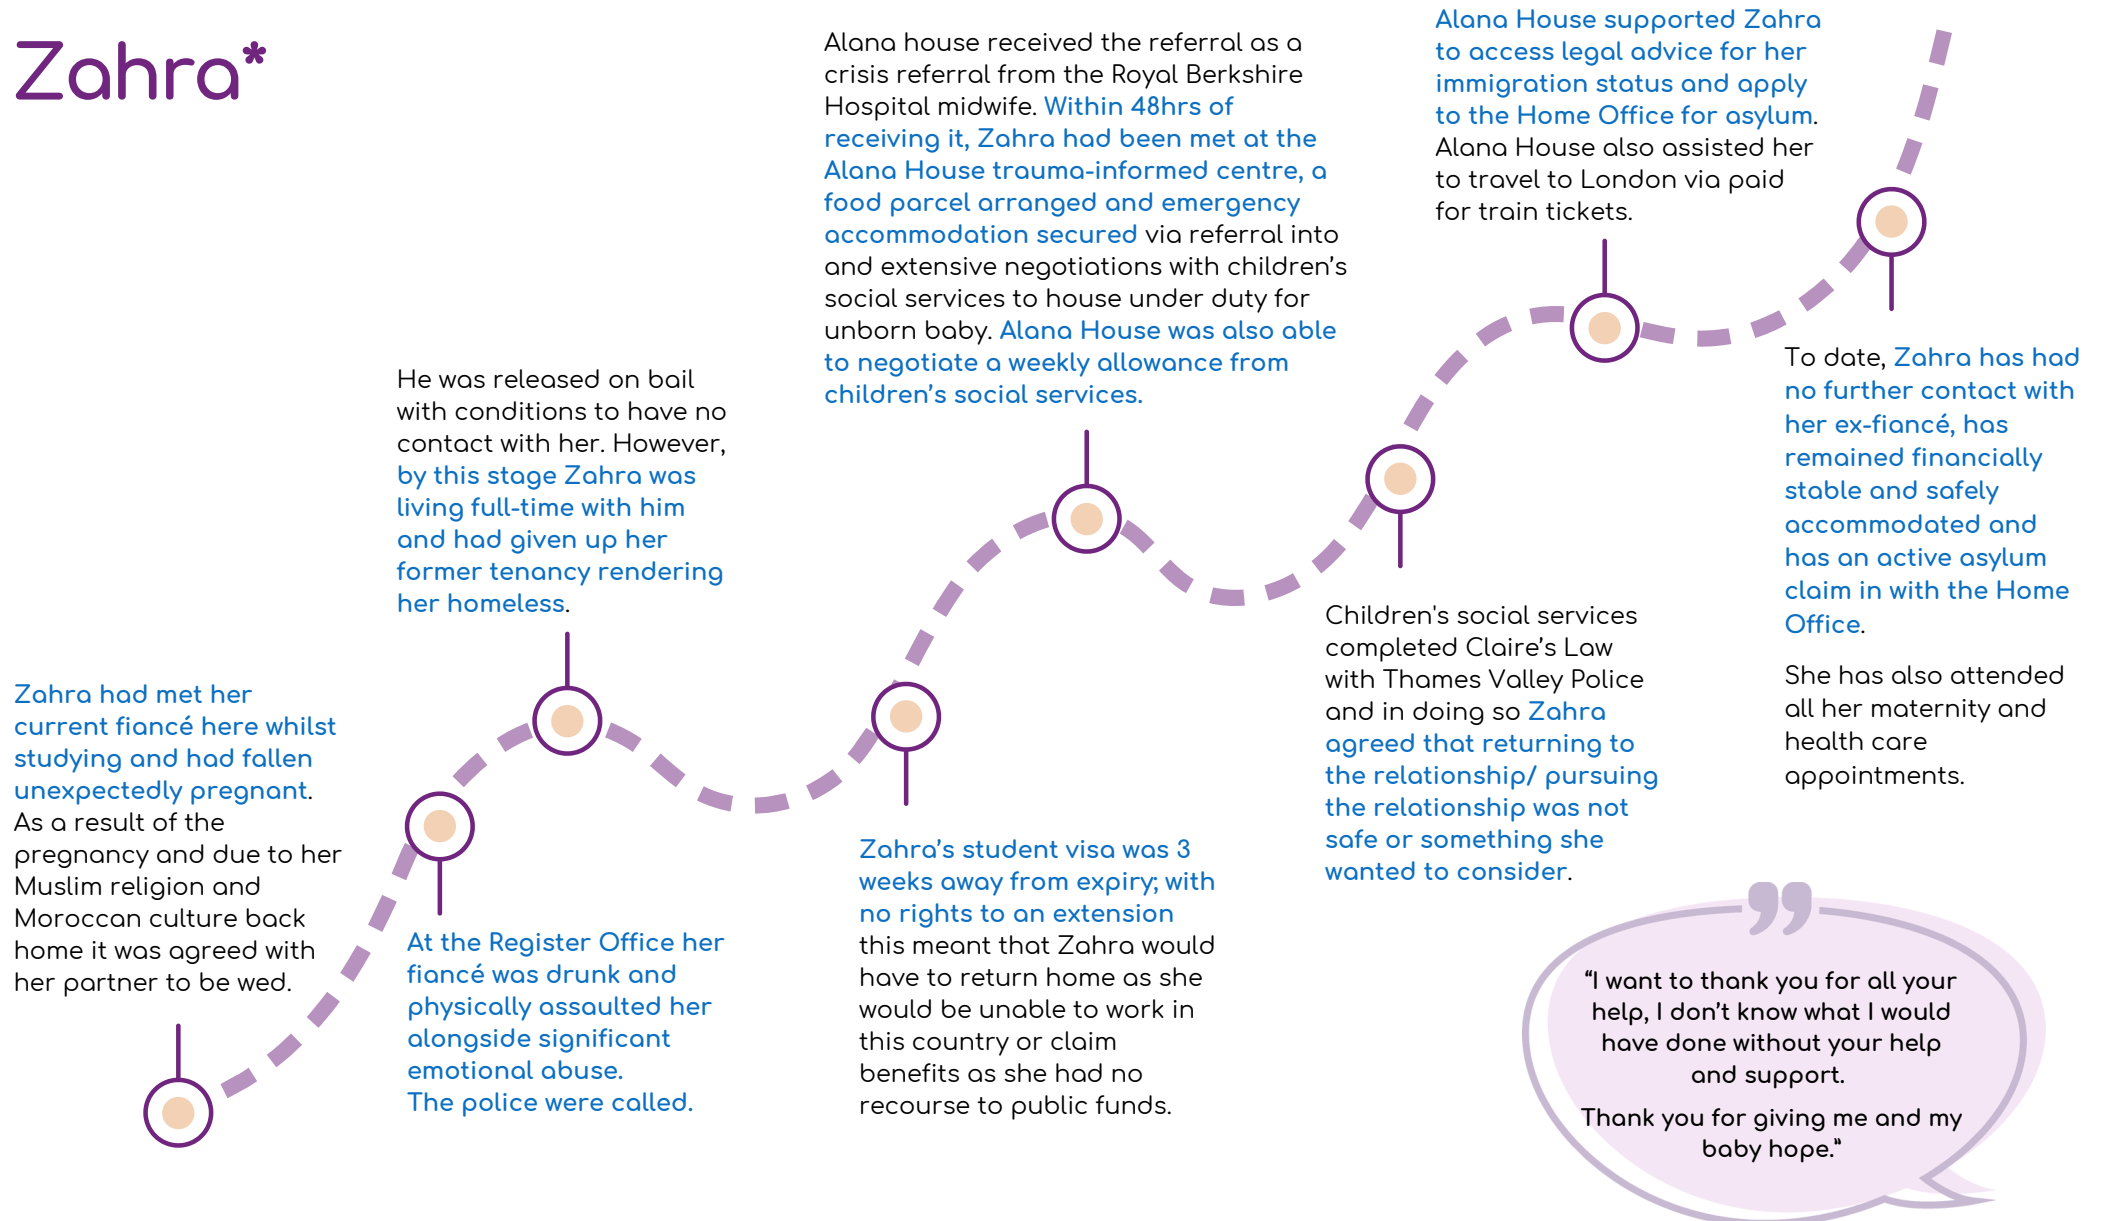 Zahra*
Zahra had met her
current fiancé here whilst
studying and had fallen
unexpectedly pregnant.
As a result of the
pregnancy and due to her
Muslim religion and
Moroccan culture back
home it was agreed with
her partner to be wed.
At the Register Office her
fiancé was drunk and
physically assaulted her
alongside significant
emotional abuse.
The police were called.
He was released on bail
with conditions to have no
contact with her. However,
by this stage Zahra was
living full-time with him
and had given up her
former tenancy rendering
her homeless.
Zahra’s student visa was 3
weeks away from expiry; with
no rights to an extension
this meant that Zahra would
have to return home as she
would be unable to work in
this country or claim
benefits as she had no
recourse to public funds.
Alana house received the referral as a
crisis referral from the Royal Berkshire
Hospital midwife. Within 48hrs of
receiving it, Zahra had been met at the
Alana House trauma-informed centre, a
food parcel arranged and emergency
accommodation secured via referral into
and extensive negotiations with children’s
social services to house under duty for
unborn baby. Alana House was also able
to negotiate a weekly allowance from
children’s social services.
Children's social services
completed Claire’s Law
with Thames Valley Police
and in doing so Zahra
agreed that returning to
the relationship/ pursuing
the relationship was not
safe or something she
wanted to consider.
Alana House supported Zahra
to access legal advice for her
immigration status and apply
to the Home Office for asylum.
Alana House also assisted her
to travel to London via paid
for train tickets.
To date, Zahra has had
no further contact with
her ex-fiancé, has
remained financially
stable and safely
accommodated and
has an active asylum
claim in with the Home
Office.
She has also attended
all her maternity and
health care
appointments.
“I want to thank you for all your
help, I don’t know what I would
have done without your help
and support.
Thank you for giving me and my
baby hope.”